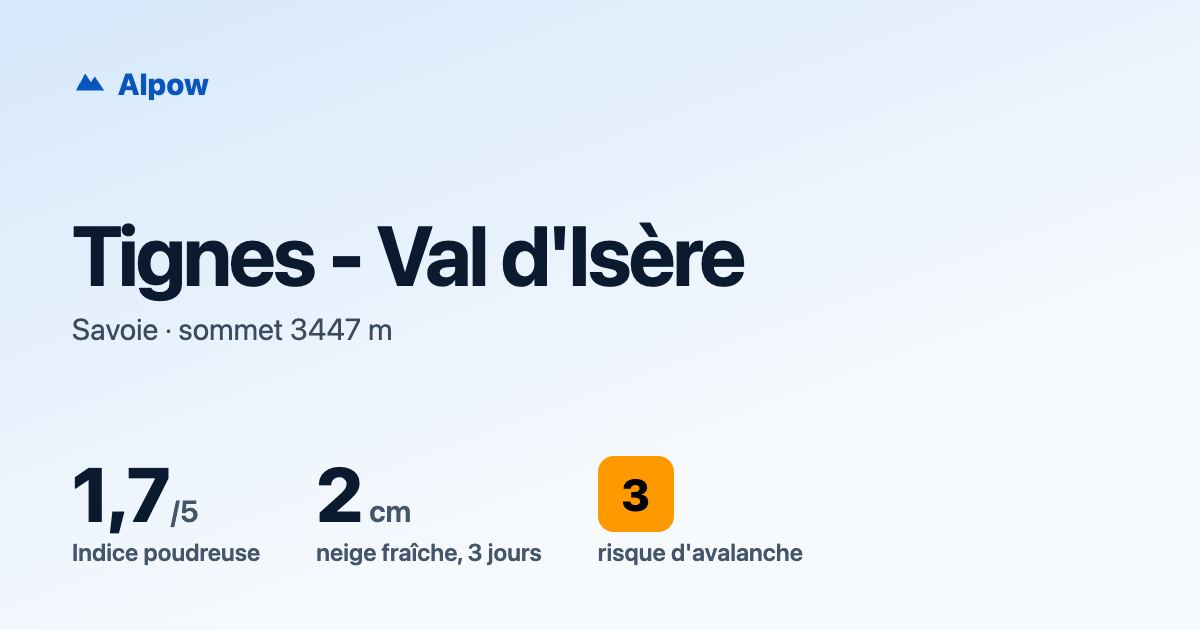 Alpow
Tignes - Val d'Isère
Savoie · sommet 3447 m
1,7/5
Indice poudreuse
2 cm
neige fraîche, 3 jours
3
risque d'avalanche